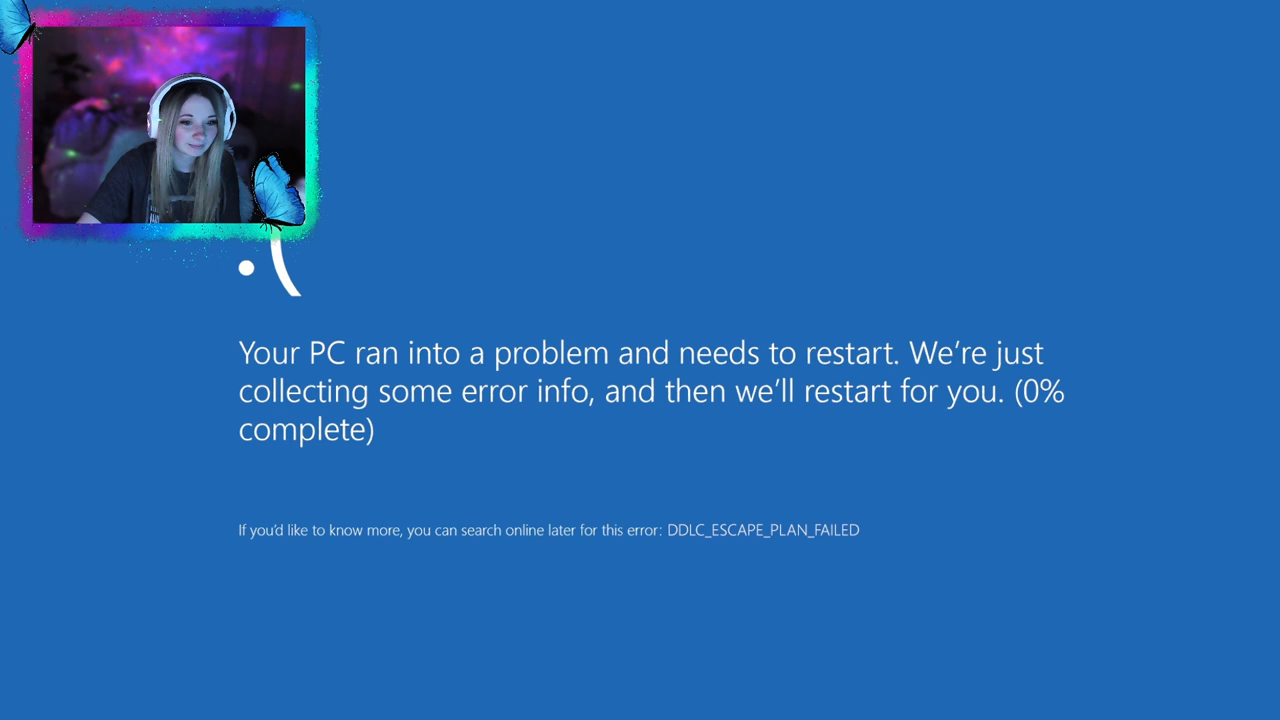 :(
Your PC ran into a problem and needs to restart. We're just
collecting some error info, and then we'll restart for you. (0%
complete)
If you'd like to know more, you can search online later for this error: DDLC_ESCAPE_PLAN_FAILED